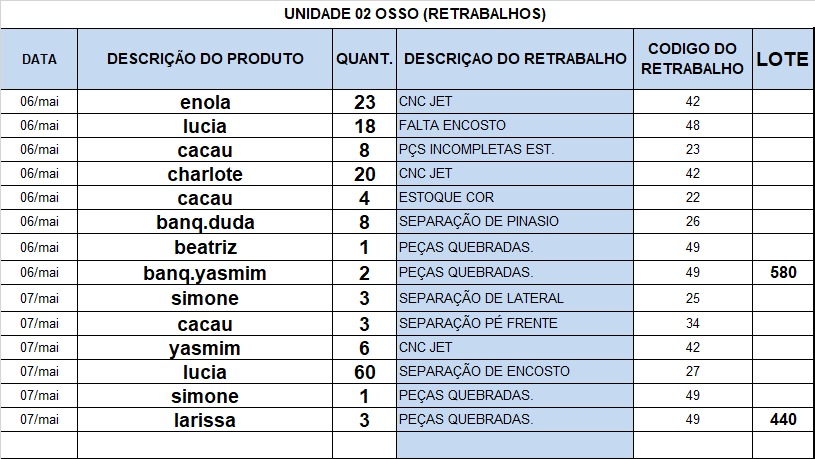 UNIDADE 02 OSSO (RETRABALHOS)
DATA DESCRIÇÃO DO PRODUTO QUANT. DESCRIÇAO DO RETRABALHO CODIGO DO RETRABALHO LOTE
06/mai enola 23 CNC JET 42
06/mai lucia 18 FALTA ENCOSTO 48
06/mai cacau 8 PÇS INCOMPLETAS EST. 23
06/mai charlote 20 CNC JET 42
06/mai cacau 4 ESTOQUE COR 22
06/mai banq.duda 8 SEPARAÇÃO DE PINASIO 26
06/mai beatriz 1 PEÇAS QUEBRADAS. 49
06/mai banq.yasmim 2 PEÇAS QUEBRADAS. 49 580
07/mai simone 3 SEPARAÇÃO DE LATERAL 25
07/mai cacau 3 SEPARAÇÃO PÉ FRENTE 34
07/mai yasmim 6 CNC JET 42
07/mai lucia 60 SEPARAÇÃO DE ENCOSTO 27
07/mai simone 1 PEÇAS QUEBRADAS. 49
07/mai larissa 3 PEÇAS QUEBRADAS. 49 440